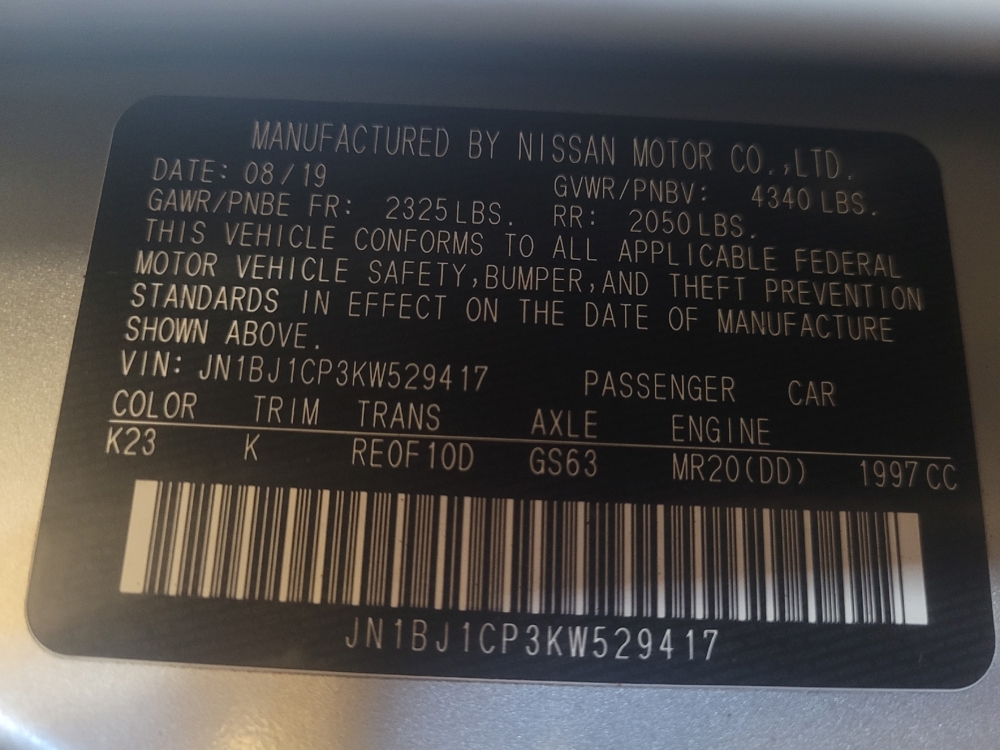 MANUFACTURED BY NISSAN MOTOR CO.,LTD.
DATE: 08/19 GVWR/PNBV: 4340 LBS.
GAWR/PNBE FR: 2325 LBS. RR: 2050 LBS.
THIS VEHICLE CONFORMS TO ALL APPLICABLE FEDERAL
MOTOR VEHICLE SAFETY,BUMPER,AND THEFT PREVENTION
STANDARDS IN EFFECT ON THE DATE OF MANUFACTURE
SHOWN ABOVE.
VIN: JN1BJ1CP3KW529417 PASSENGER CAR
COLOR TRIM TRANS AXLE ENGINE
K23 K RE0F10D GS63 MR20(DD) 1997 CC
JN1BJ1CP3KW529417